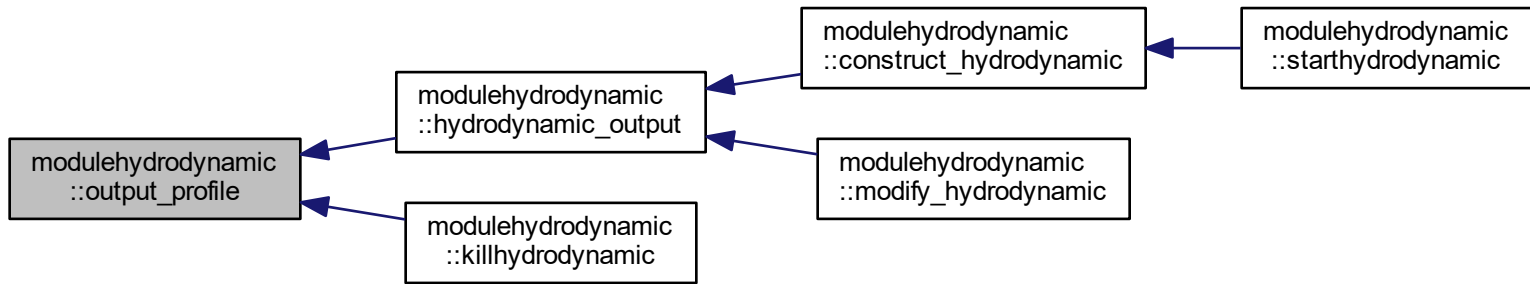 modulehydrodynamic
::output_profile
modulehydrodynamic
::hydrodynamic_output
modulehydrodynamic
::killhydrodynamic
modulehydrodynamic
::construct_hydrodynamic
modulehydrodynamic
::modify_hydrodynamic
modulehydrodynamic
::starthydrodynamic